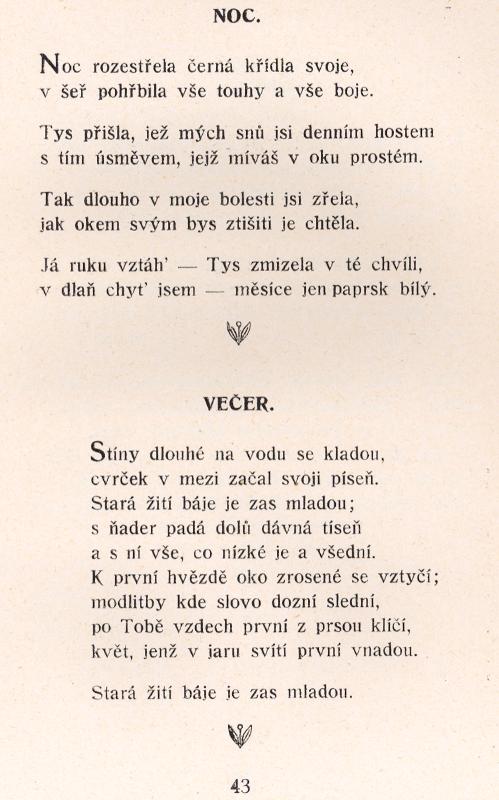 NOC.
Noc rozestřela černá křídla svoje,
v šeř pohřbila vše touhy a vše boje.
Tys přišla, jež mých snů jsi denním hostem
s tím úsměvem, jejž míváš v oku prostém.
Tak dlouho v moje bolesti jsi zřela,
jak okem svým bys ztišiti je chtěla.
Já ruku vztáh' — Tys zmizela v té chvíli,
v dlaň chyt' jsem — měsíce jen paprsk bílý.
VEČER.
Stíny dlouhé na vodu se kladou,
cvrček v mezi začal svoji píseň.
Stará žití báje je zas mladou;
s ňader padá dolů dávná tíseň
a s ní vše, co nízké je a všední.
K první hvězdě oko zrosené se vztyčí;
modlitby kde slovo dozní slední,
po Tobě vzdech první z prsou klíčí,
květ, jenž v jaru svítí první vnadou.
Stará žití báje je zas mladou.
43